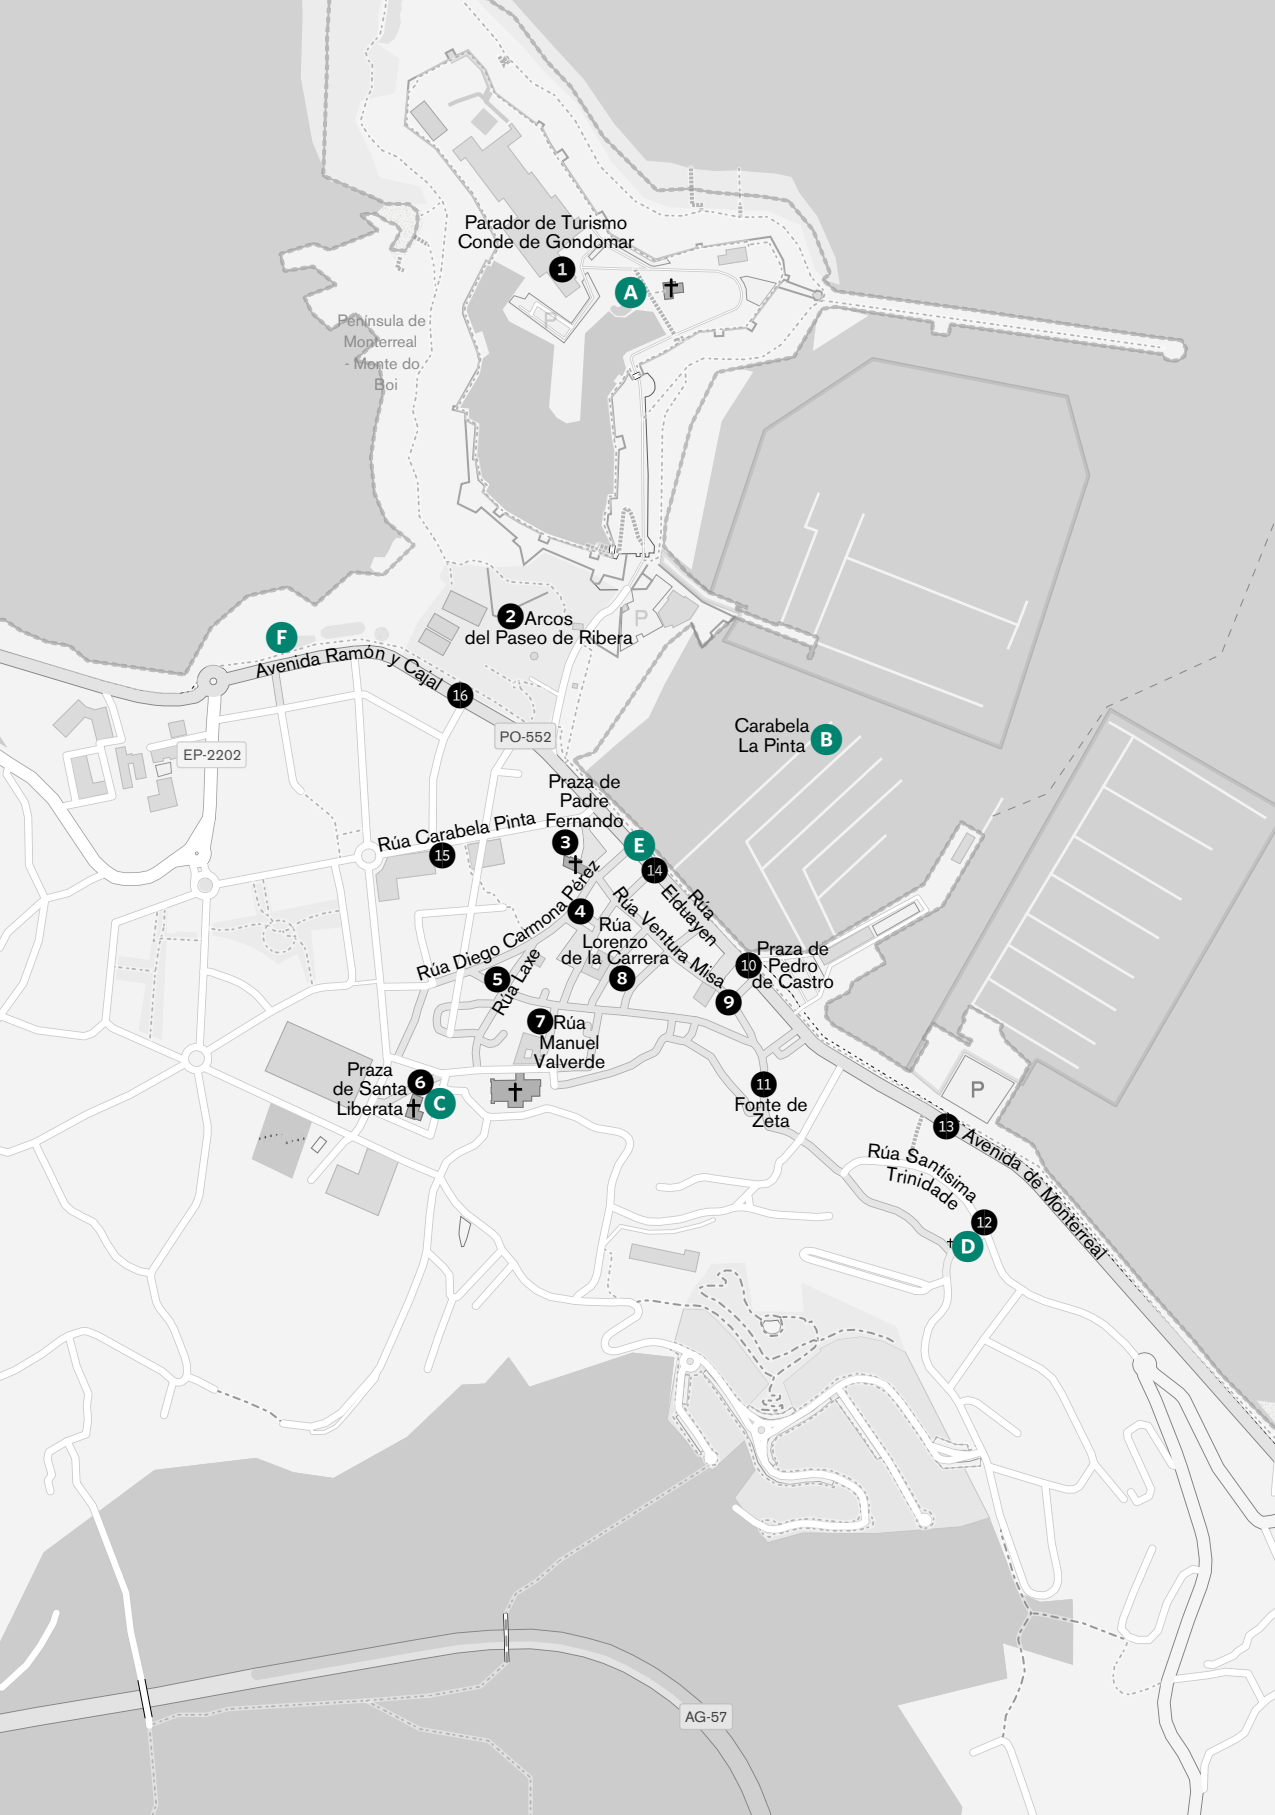 Parador de Turismo
Conde de Gondomar
1
A
P
Península de
Monterreal
- Monte do
Boi
2 Arcos
del Paseo de Ribera
P
F
Avenida Ramón y Cajal
16
PO-552
EP-2202
Carabela
La Pinta
B
Praza de
Padre
Fernando
3
E
14
Rúa Carabela Pinta
15
Rúa
Elduayen
Rúa Ventura Misa
Rúa Diego Carmona Pérez
4
Rúa
Lorenzo
de la Carrera
8
5
Rúa Laxe
10
Praza de
Pedro
de Castro
9
7 Rúa
Manuel
Valverde
Praza
de Santa
Liberata
6
C
11
Fonte de
Zeta
P
13
Avenida de Monterreal
Rúa Santísima
Trinidade
12
D
AG-57